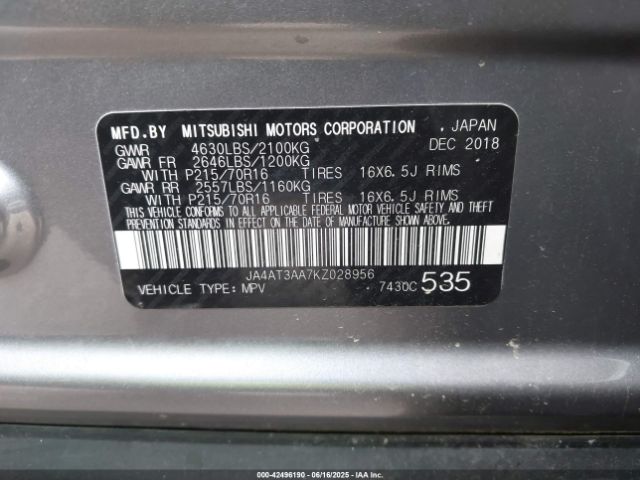 MFD.BY MITSUBISHI MOTORS CORPORATION . JAPAN
GVWR 4630LBS/2100KG DEC 2018
GAWR FR 2646LBS/1200KG
WITH P215/70R16 TIRES 16X6.5J RIMS
GAWR RR 2557LBS/1160KG
WITH P215/70R16 TIRES 16X6.5J RIMS
THIS VEHICLE CONFORMS TO ALL APPLICABLE FEDERAL MOTOR VEHICLE SAFETY AND THEFT
PREVENTION STANDARDS IN EFFECT ON THE DATE OF MANUFACTURE SHOWN ABOVE.
JA4AT3AA7KZ028956
VEHICLE TYPE: MPV 7430C 535
000-42496190 - 06/16/2025 - IAAI.COM